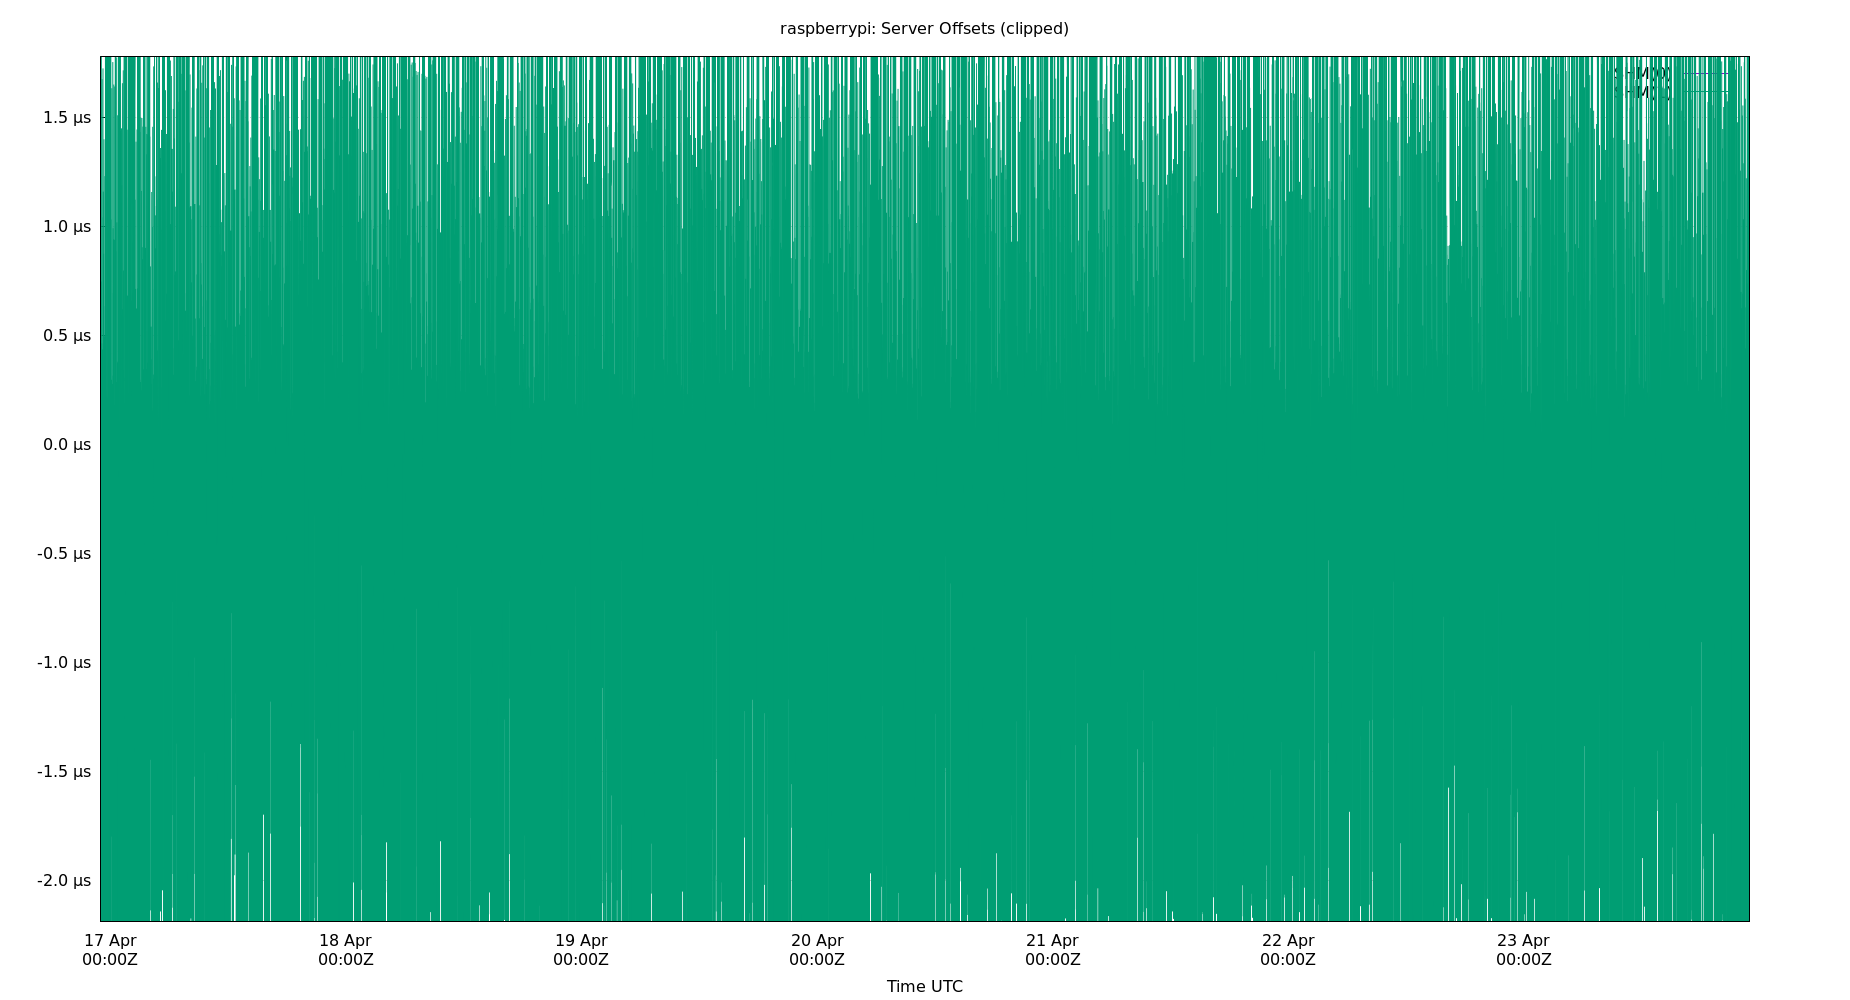 raspberrypi: Server Offsets (clipped)
SHM(0)
1.5 µs
1.0 µs
0.5 µs
0.0 µs
-0.5 µs
-1.0 µs
-1.5 µs
-2.0 µs
17 Apr 18 Apr 19 Apr 20 Apr 21 Apr 22 Apr 23 Apr
00:00Z 00:00Z 00:00Z 00:00Z 00:00Z 00:00Z 00:00Z
Time UTC